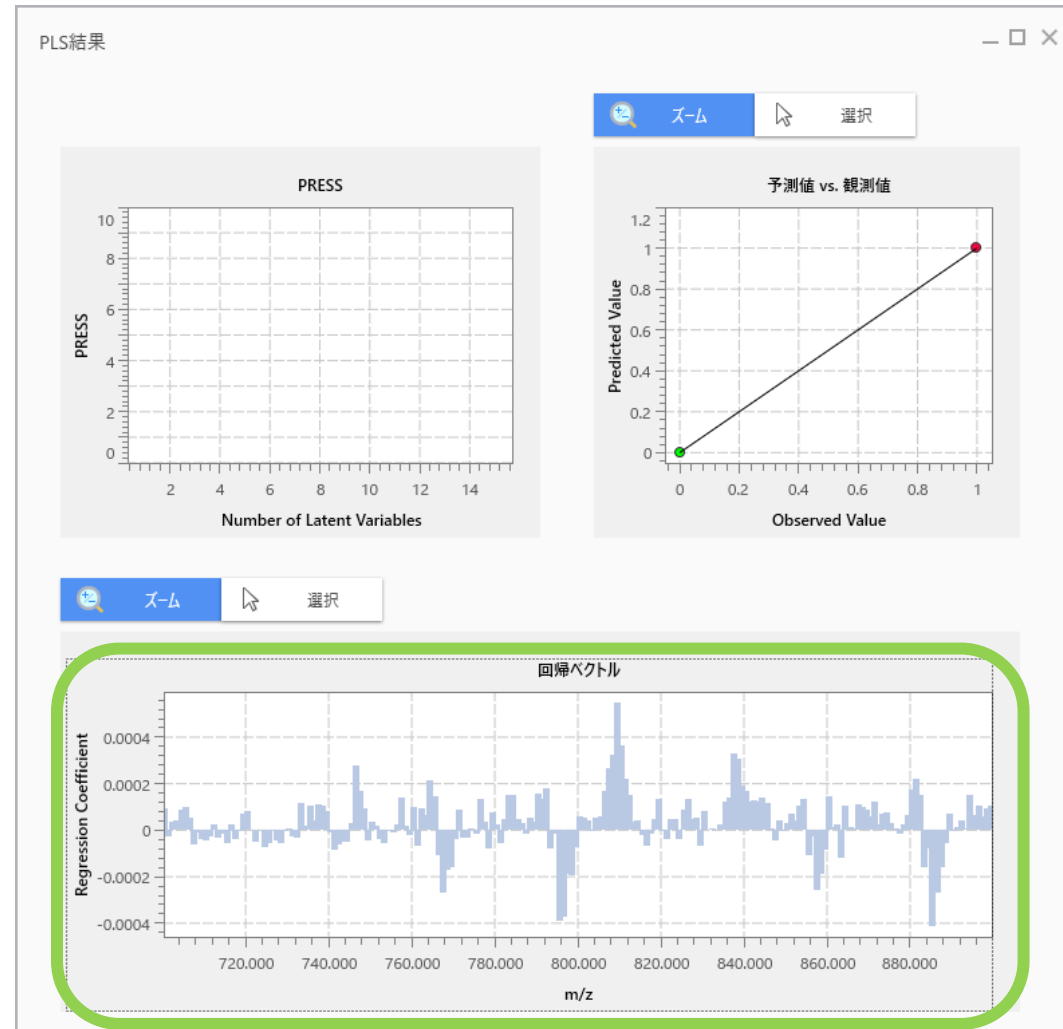 PLS結果
ズーム 選択
PRESS
10
8
6
4
2
0
PRESS
2 4 6 8 10 12 14
Number of Latent Variables
予測値 vs. 観測値
1.2
1
0.8
0.6
0.4
0.2
0
Predicted Value
0 0.2 0.4 0.6 0.8 1
Observed Value
ズーム 選択
回帰ベクトル
0.0004
0.0002
0
-0.0002
-0.0004
Regression Coefficient
720.000 740.000 760.000 780.000 800.000 820.000 840.000 860.000 880.000
m/z